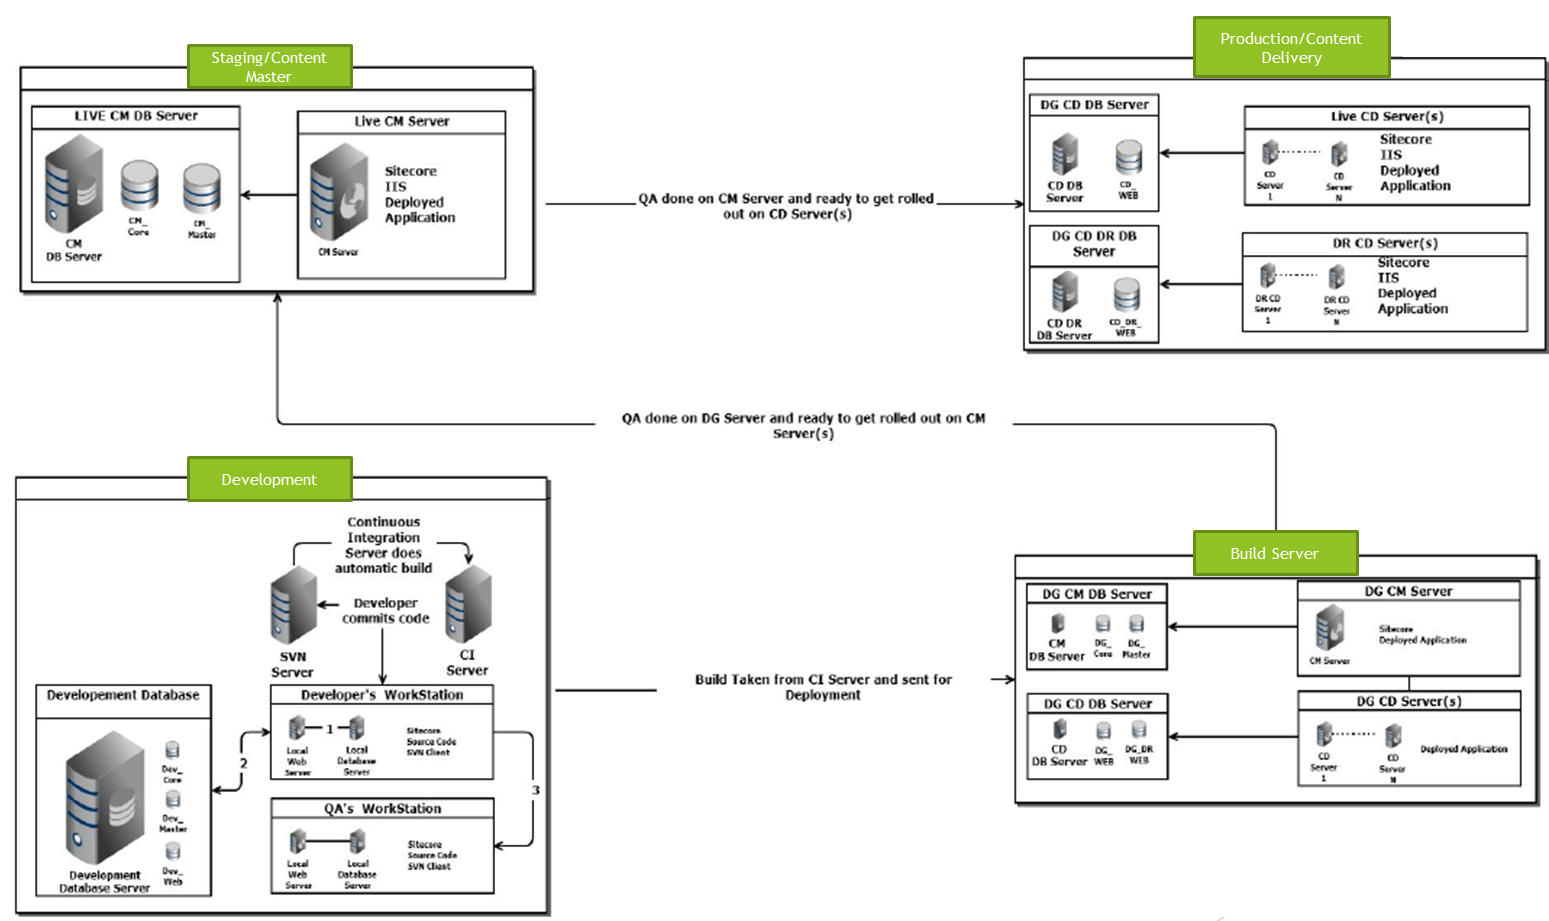 Staging/Content
Master
LIVE CM DB Server
CM
DB Server
CM_
Core
CM_
Master
Live CM Server
Sitecore
IIS
Deployed
Application
CM Server
QA done on CM Server and ready to get rolled
out on CD Server(s)
Production/Content
Delivery
DG CD DB Server
CD DB
Server
CD_
WEB
Live CD Server(s)
CD
Server
1
CD
Server
N
Sitecore
IIS
Deployed
Application
DG CD DR DB
Server
CD DR
DB Server
CD_DR_
WEB
DR CD Server(s)
DR CD
Server
1
DR CD
Server
N
Sitecore
IIS
Deployed
Application
QA done on DG Server and ready to get rolled out on CM
Server(s)
Development
Continuous
Integration
Server does
automatic build
Developer
commits code
SVN
Server
CI
Server
Developement Database
Development
Database Server
Dev_
Core
Dev_
Master
Dev_
Web
2
Developer's WorkStation
Local
Web
Server
1
Local
Database
Server
Sitecore
Source Code
SVN Client
3
QA's WorkStation
Local
Web
Server
Local
Database
Server
Sitecore
Source Code
SVN Client
Build Taken from CI Server and sent for
Deployment
Build Server
DG CM DB Server
CM
DB Server
DG_
Core
DG_
Master
DG CM Server
CM Server
Sitecore
Deployed Application
DG CD DB Server
CD
DB Server
DG_
WEB
DG_DR
WEB
DG CD Server(s)
CD
Server
1
CD
Server
N
Deployed Application